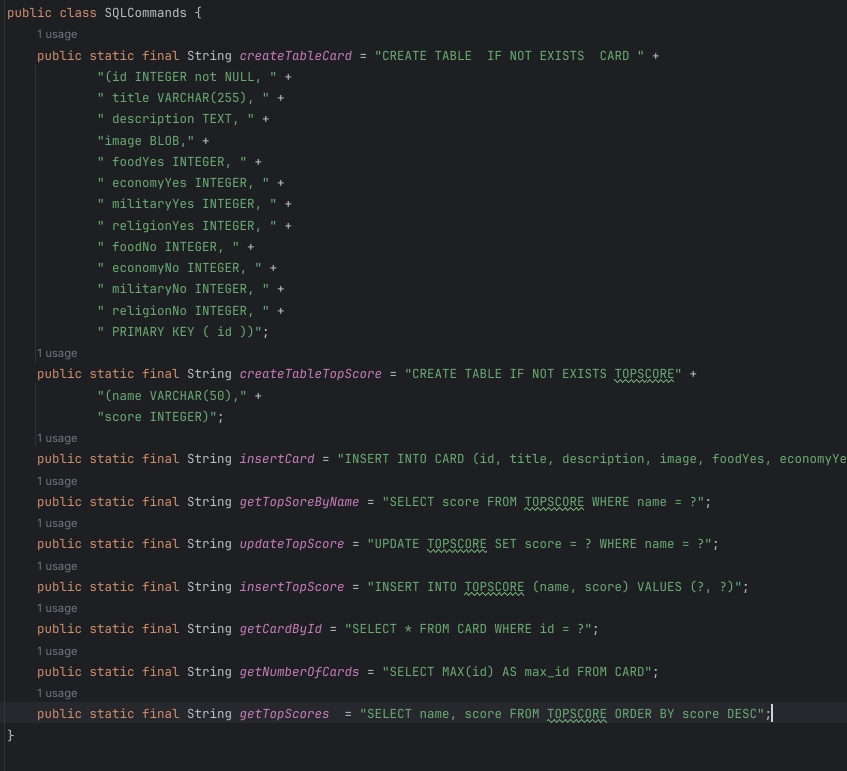 public class SQLCommands {
1 usage
public static final String createTableCard = "CREATE TABLE  IF NOT EXISTS  CARD " +
"(id INTEGER not NULL, " +
" title VARCHAR(255), " +
" description TEXT, " +
"image BLOB," +
" foodYes INTEGER, " +
" economyYes INTEGER, " +
" militaryYes INTEGER, " +
" religionYes INTEGER, " +
" foodNo INTEGER, " +
" economyNo INTEGER, " +
" militaryNo INTEGER, " +
" religionNo INTEGER, " +
" PRIMARY KEY ( id ))";
1 usage
public static final String createTableTopScore = "CREATE TABLE IF NOT EXISTS TOPSCORE" +
"(name VARCHAR(50)," +
"score INTEGER)";
1 usage
public static final String insertCard = "INSERT INTO CARD (id, title, description, image, foodYes, economyYe
1 usage
public static final String getTopSoreByName = "SELECT score FROM TOPSCORE WHERE name = ?";
1 usage
public static final String updateTopScore = "UPDATE TOPSCORE SET score = ? WHERE name = ?";
1 usage
public static final String insertTopScore = "INSERT INTO TOPSCORE (name, score) VALUES (?, ?)";
1 usage
public static final String getCardById = "SELECT * FROM CARD WHERE id = ?";
1 usage
public static final String getNumberOfCards = "SELECT MAX(id) AS max_id FROM CARD";
1 usage
public static final String getTopScores  = "SELECT name, score FROM TOPSCORE ORDER BY score DESC";
}